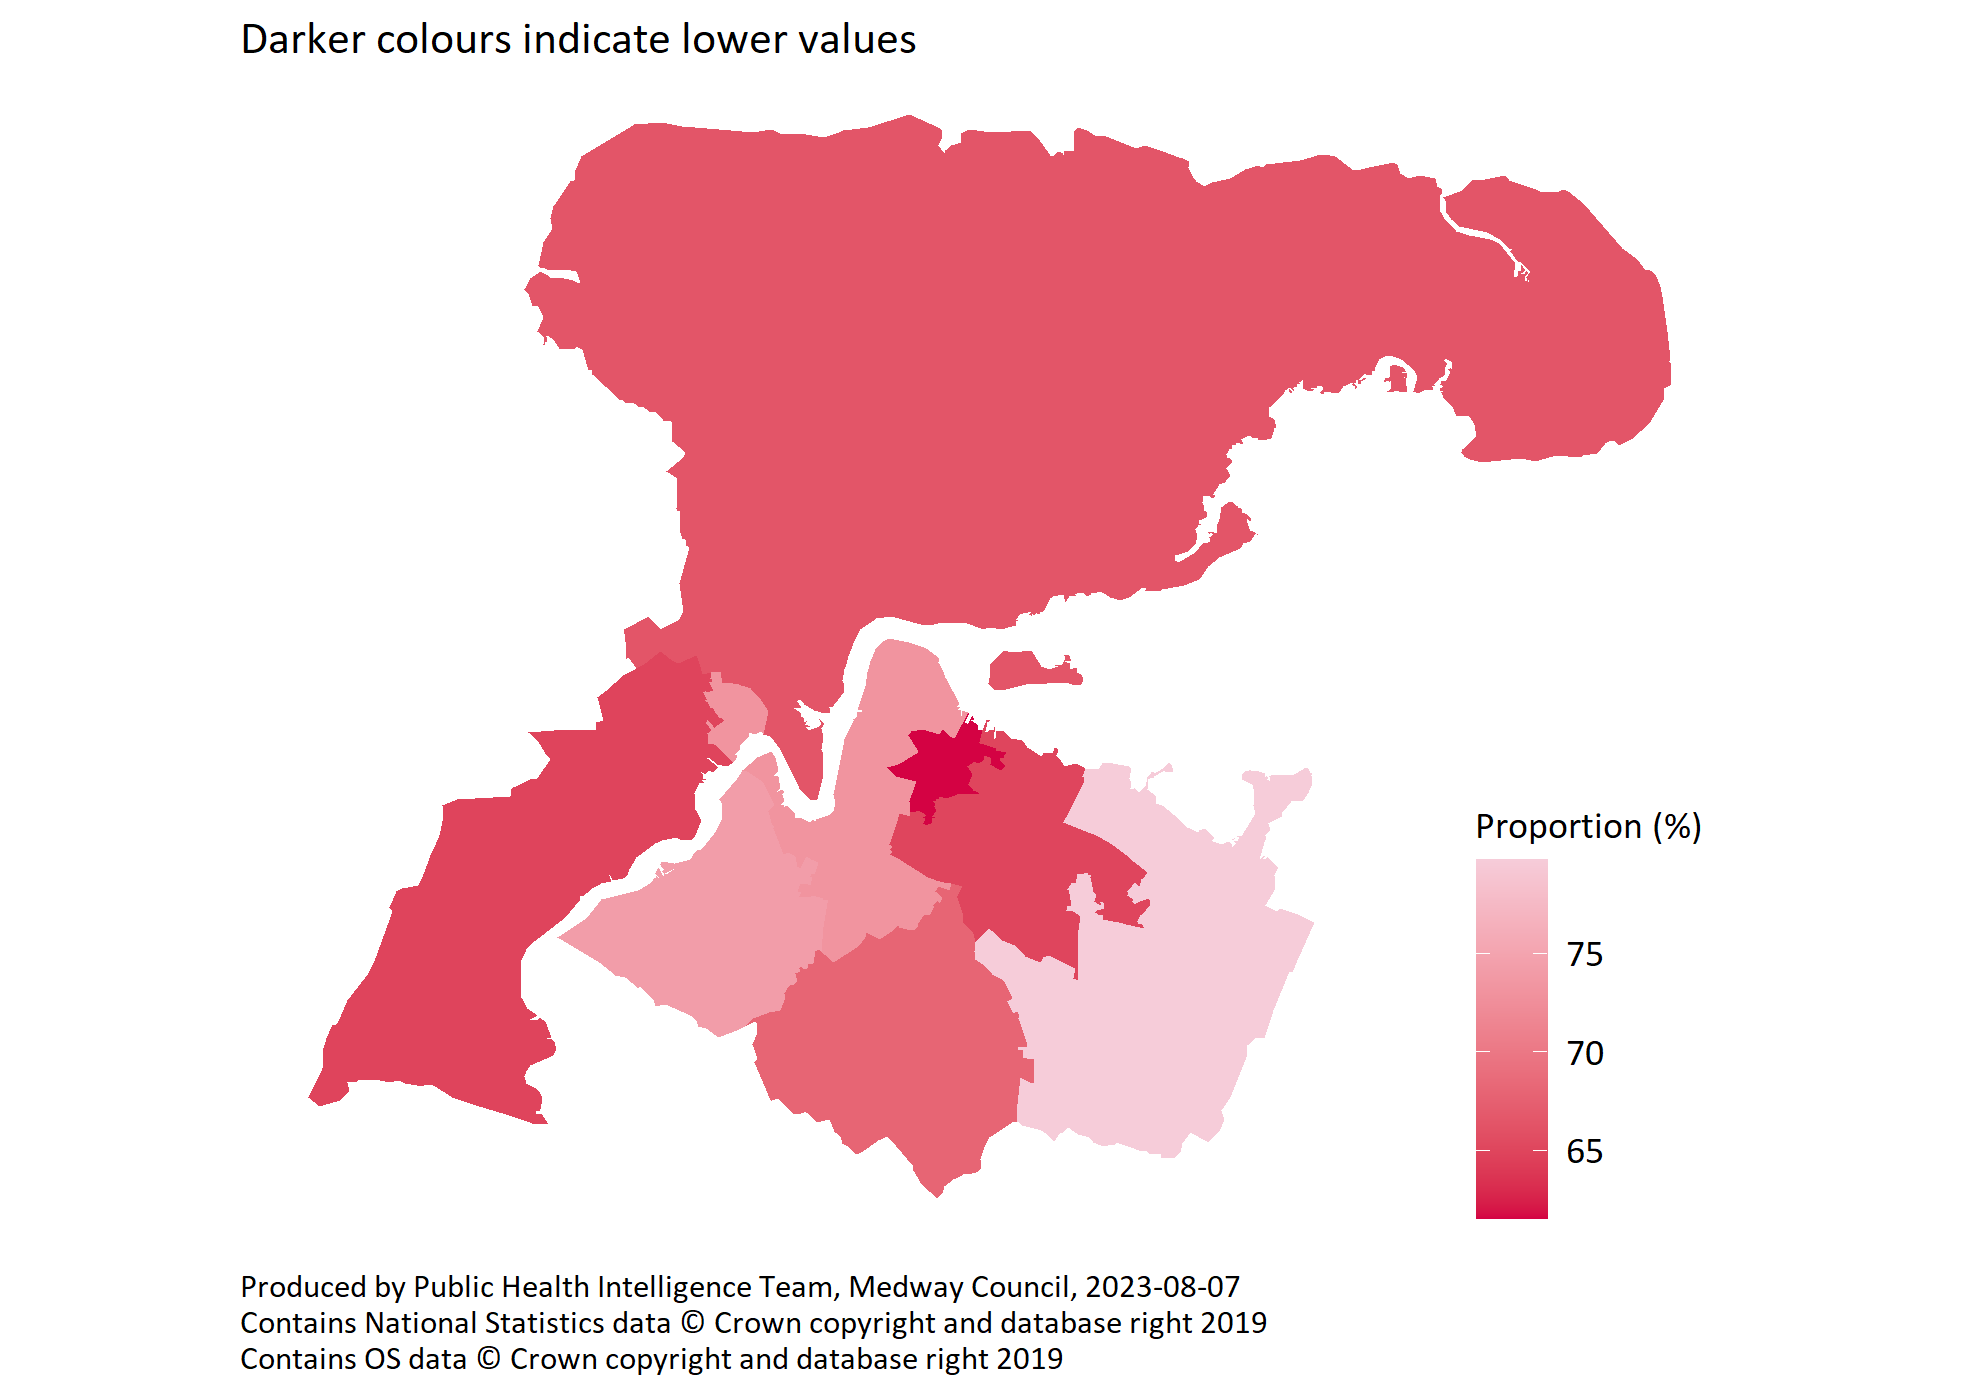 Darker colours indicate lower values
Proportion (%)
75
70
65
Produced by Public Health Intelligence Team, Medway Council, 2023-08-07
Contains National Statistics data © Crown copyright and database right 2019
Contains OS data © Crown copyright and database right 2019